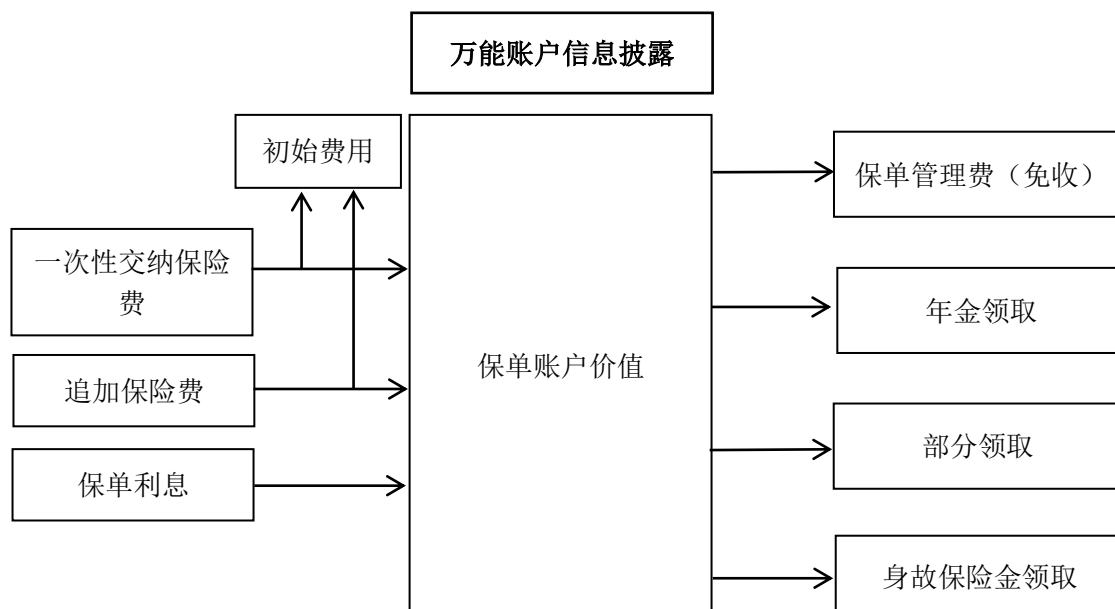 万能账户信息披露
初始费用
一次性交纳保险
费
追加保险费
保单利息
保单账户价值
保单管理费（免收）
年金领取
部分领取
身故保险金领取